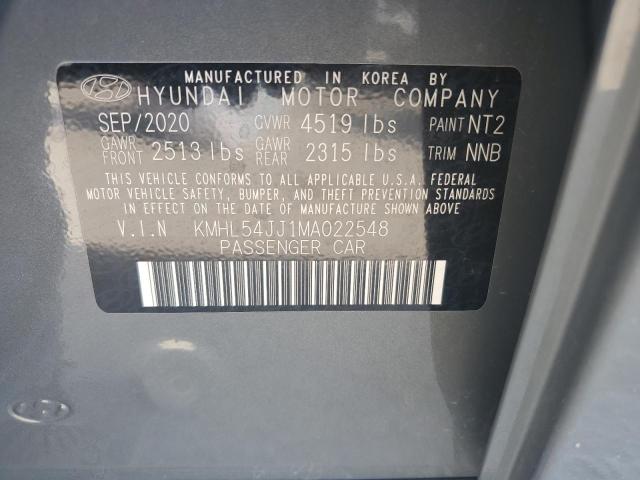 MANUFACTURED IN KOREA BY
HYUNDAI MOTOR COMPANY
SEP/2020 GVWR 4519 lbs PAINT NT2
GAWR FRONT 2513 lbs GAWR REAR 2315 lbs TRIM NNB
THIS VEHICLE CONFORMS TO ALL APPLICABLE U.S.A. FEDERAL
MOTOR VEHICLE SAFETY, BUMPER, AND THEFT PREVENTION STANDARDS
IN EFFECT ON THE DATE OF MANUFACTURE SHOWN ABOVE
V.I.N KMHL54JJ1MA022548
PASSENGER CAR